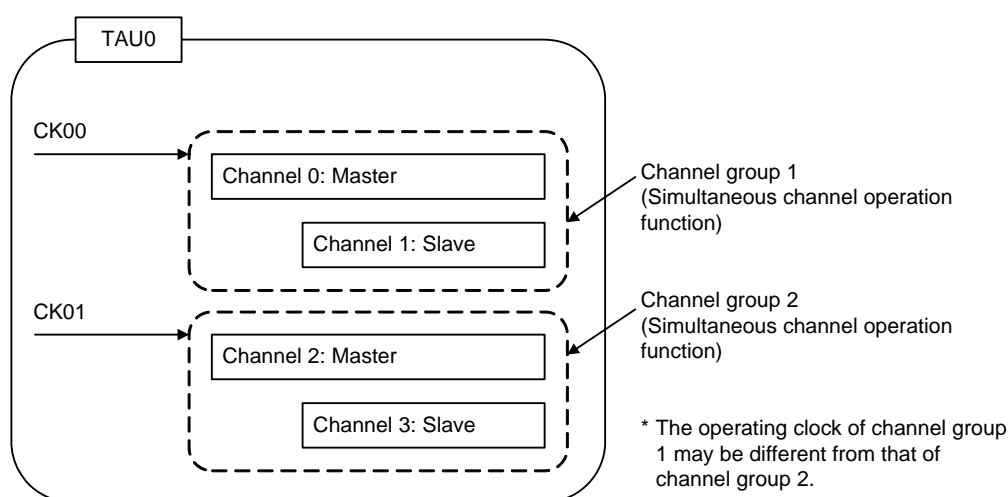 TAU0
CK00
Channel 0: Master
Channel 1: Slave
Channel group 1
(Simultaneous channel operation
function)
CK01
Channel 2: Master
Channel 3: Slave
Channel group 2
(Simultaneous channel operation
function)
* The operating clock of channel group
1 may be different from that of
channel group 2.